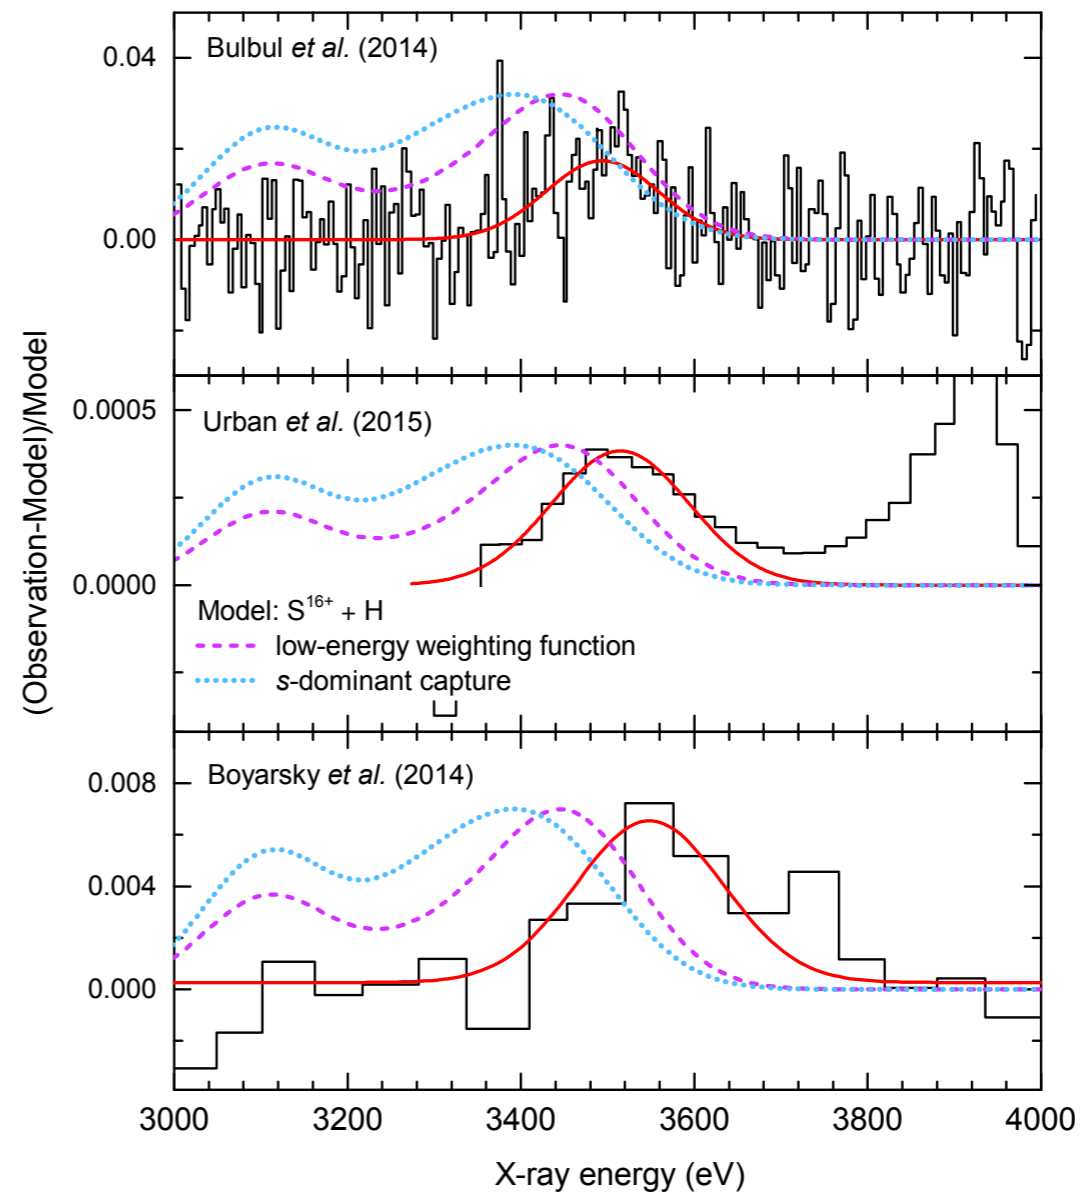 Bulbul et al. (2014)
0.04
0.00
(Observation-Model)/Model
Urban et al. (2015)
0.0005
0.0000
Model: S¹⁶⁺ + H
low-energy weighting function
s-dominant capture
Boyarsky et al. (2014)
0.008
0.004
0.000
3000 3200 3400 3600 3800 4000
X-ray energy (eV)